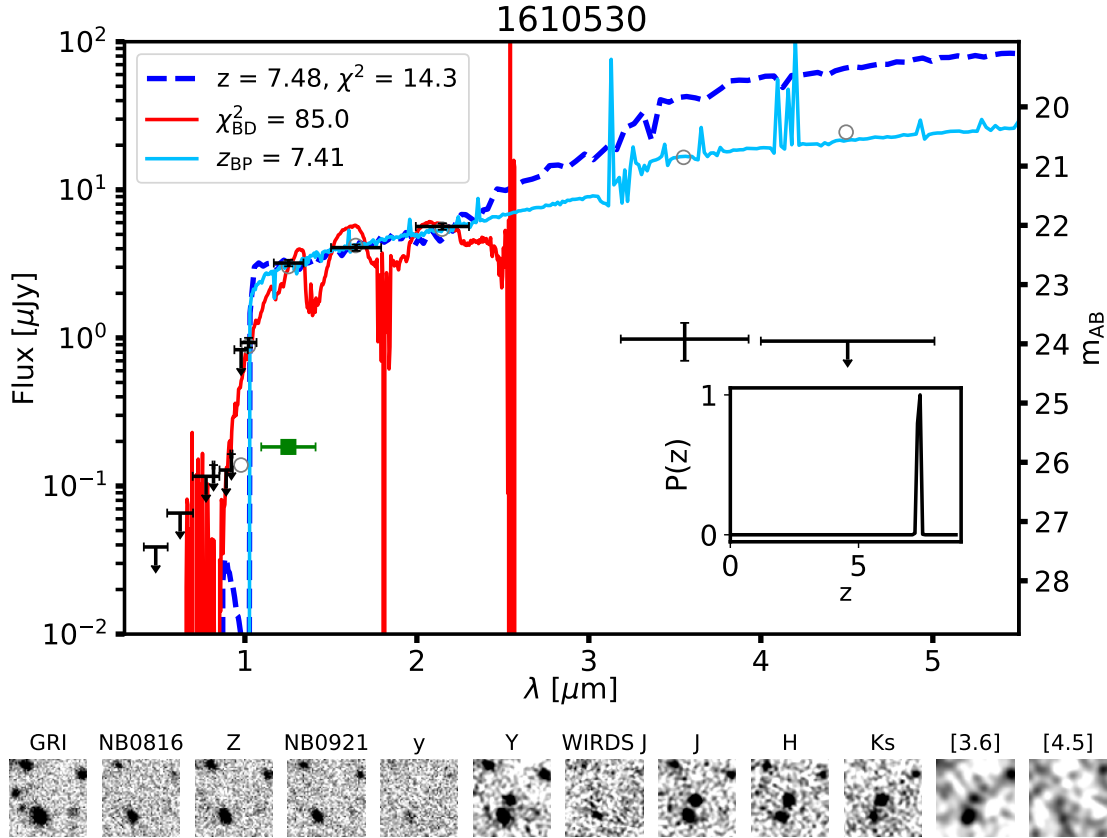 1610530
z = 7.48, χ² = 14.3
χ²BD = 85.0
zBP = 7.41
Flux [μJy]
10²
10¹
10⁰
10⁻¹
10⁻²
mAB
20
21
22
23
24
25
26
27
28
P(z)
1
0
0 5
z
1 2 3 4 5
λ [μm]
GRI NB0816 Z NB0921 y Y WIRDS J J H Ks [3.6] [4.5]